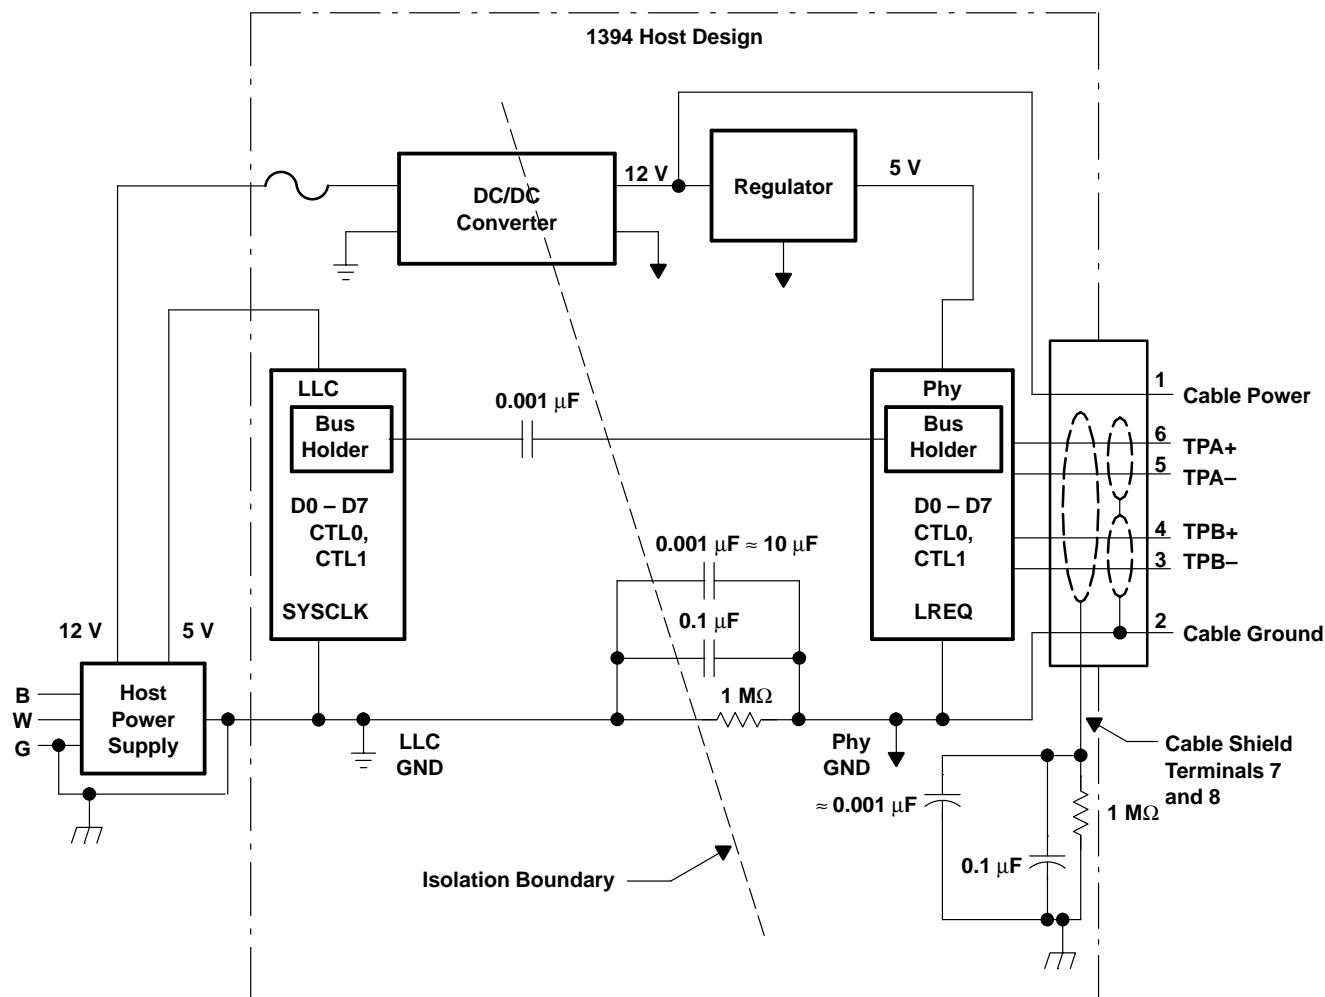 1394 Host Design
DC/DC
Converter
12 V
Regulator
5 V
LLC
Bus
Holder
D0 – D7
CTL0,
CTL1
SYSCLK
0.001 μF
Phy
Bus
Holder
D0 – D7
CTL0,
CTL1
LREQ
1
Cable Power
6
TPA+
5
TPA–
4
TPB+
3
TPB–
2
Cable Ground
0.001 μF ≈ 10 μF
0.1 μF
1 MΩ
12 V
5 V
B
W
G
Host
Power
Supply
LLC
GND
Phy
GND
Cable Shield
Terminals 7
and 8
≈ 0.001 μF
0.1 μF
1 MΩ
Isolation Boundary